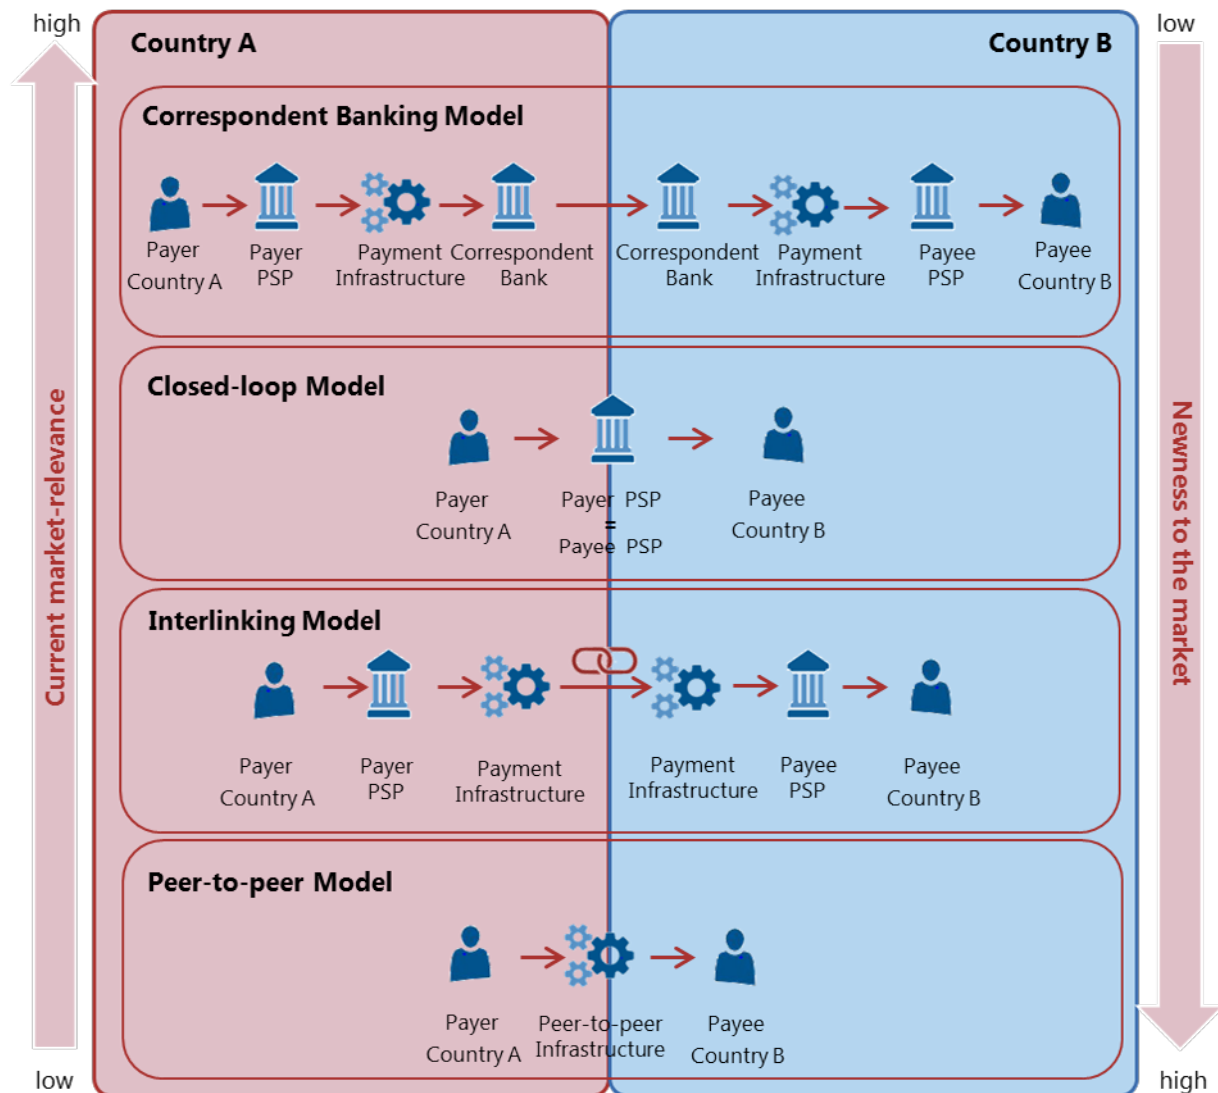 high
low
Country A
Country B
Correspondent Banking Model
Payer
Country A
Payer
PSP
Payment
Infrastructure
Correspondent
Bank
Correspondent
Bank
Payment
Infrastructure
Payee
PSP
Payee
Country B
Closed-loop Model
Payer
Country A
Payer PSP
=
Payee PSP
Payee
Country B
Interlinking Model
Payer
Country A
Payer
PSP
Payment
Infrastructure
Payment
Infrastructure
Payee
PSP
Payee
Country B
Peer-to-peer Model
Payer
Country A
Peer-to-peer
Infrastructure
Payee
Country B
Current market-relevance
Newness to the market
low
high